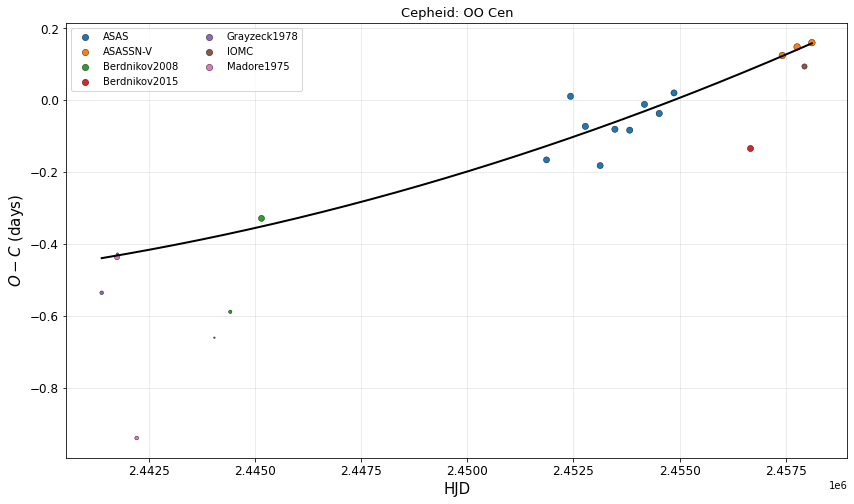 Cepheid: OO Cen
ASAS
ASASSN-V
Berdnikov2008
Berdnikov2015
Grayzeck1978
IOMC
Madore1975
0.2
0.0
−0.2
−0.4
−0.6
−0.8
O − C (days)
2.4425
2.4450
2.4475
2.4500
2.4525
2.4550
2.4575
1e6
HJD